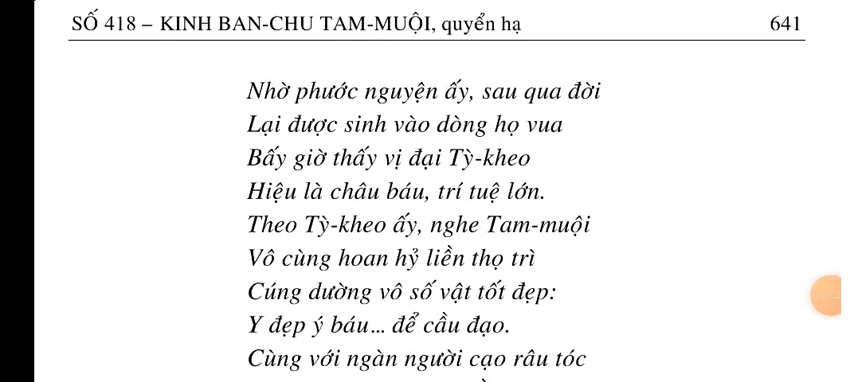 SỐ 418 – KINH BAN-CHU TAM-MUỘI, quyển hạ 641
Nhờ phước nguyện ấy, sau qua đời
Lại được sinh vào dòng họ vua
Bấy giờ thấy vị đại Tỳ-kheo
Hiệu là châu báu, trí tuệ lớn.
Theo Tỳ-kheo ấy, nghe Tam-muội
Vô cùng hoan hỷ liền thọ trì
Cúng dường vô số vật tốt đẹp:
Y đẹp ý báu... để cầu đạo.
Cùng với ngàn người cạo râu tóc